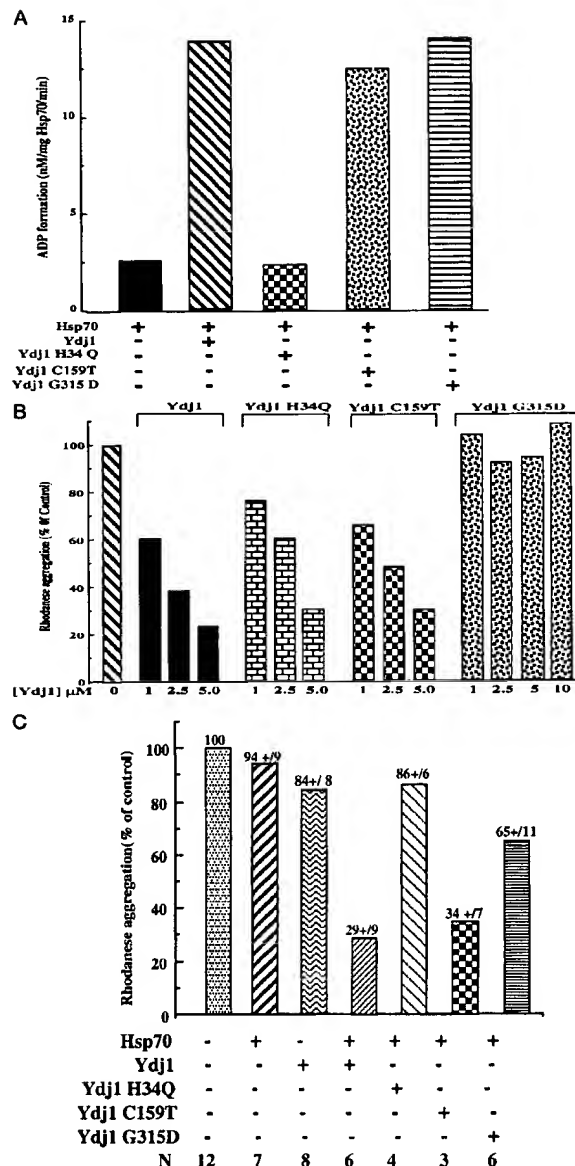 A
ADP formation (nM/mg Hsp70/min)
15
10
5
0
Hsp70 + + + + +
Ydj1 - + - - -
Ydj1 H34 Q - - + - -
Ydj1 C159T - - - + -
Ydj1 G315 D - - - - +
B
Ydj1 Ydj1 H34Q Ydj1 C159T Ydj1 G315D
Rhodanese aggregation (% of Control)
100
80
60
40
20
0
[Ydj1] µM 0 1 2.5 5.0 1 2.5 5.0 1 2.5 5.0 1 2.5 5 10
C
Rhodanese aggregation(% of control)
100
80
60
40
20
0
100 94 +/9 84+/ 8 29+/9 86+/6 34 +/7 65+/11
Hsp70 - + - + + + +
Ydj1 - - + + - - -
Ydj1 H34Q - - - - + - -
Ydj1 C159T - - - - - + -
Ydj1 G315D - - - - - - +
N 12 7 8 6 4 3 6